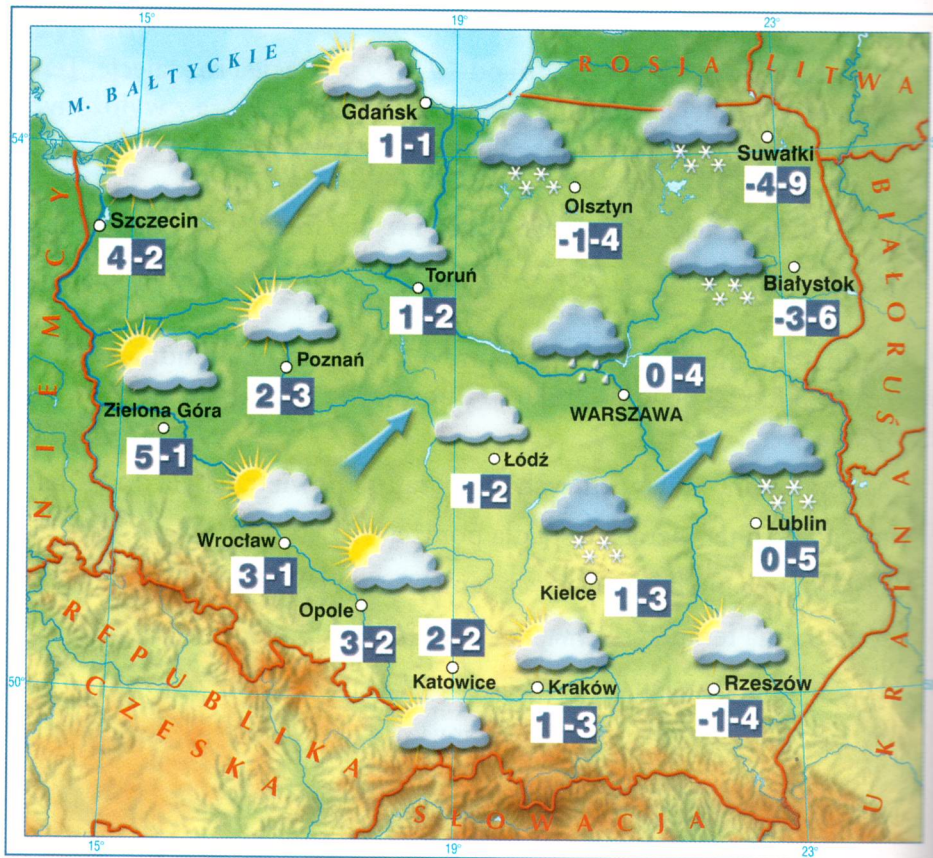 15°
19°
23°
M. BAŁTYCKIE
ROSJA
LITWA
54°
Gdańsk
1 -1
Suwałki
-4 -9
Olsztyn
-1 -4
Szczecin
4 -2
NIEMCY
BIAŁORUŚ
Toruń
1 -2
Białystok
-3 -6
Poznań
2 -3
0 -4
WARSZAWA
Zielona Góra
5 -1
Łódź
1 -2
Wrocław
3 -1
Lublin
0 -5
Kielce
1 -3
Opole
3 -2
2 -2
Katowice
Kraków
1 -3
Rzeszów
-1 -4
50°
REPUBLIKA
CZESKA
SŁOWACJA
UKRAINA
15°
19°
23°